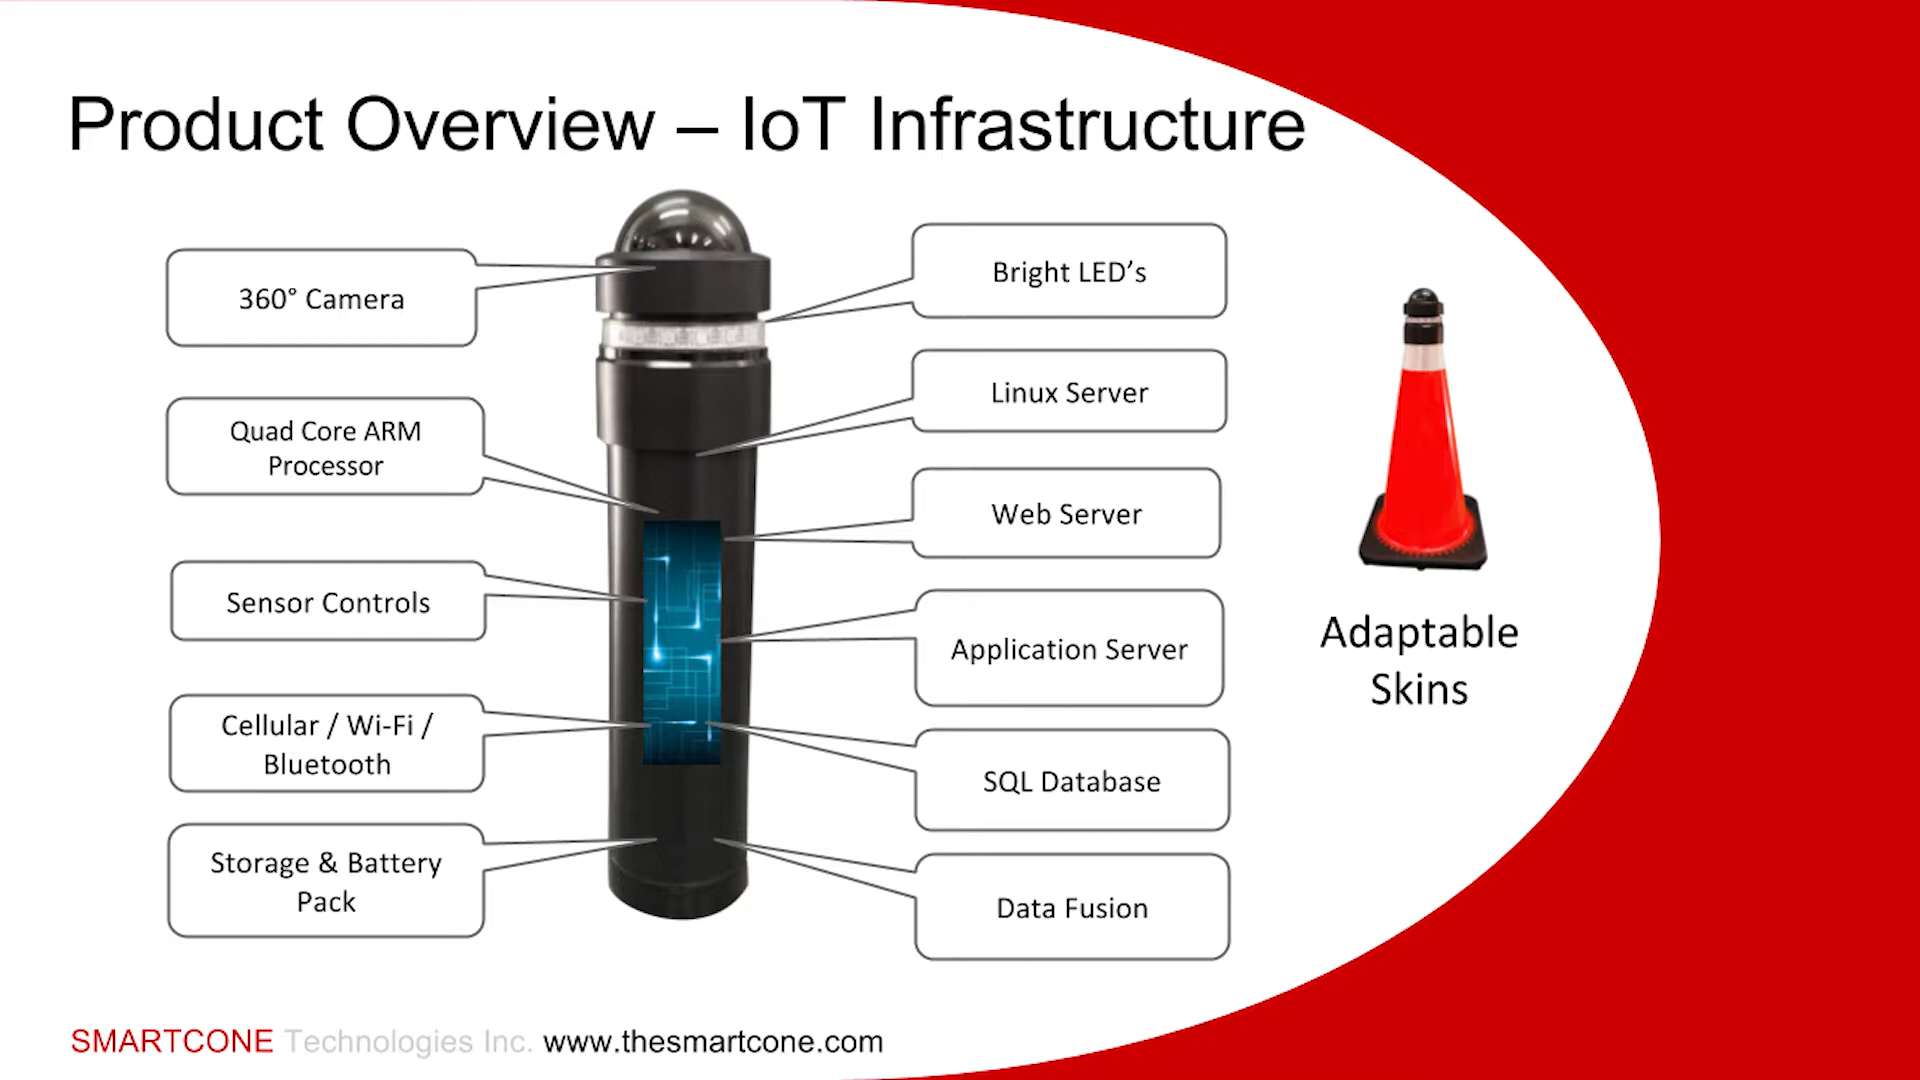 Product Overview – IoT Infrastructure
360° Camera
Quad Core ARM
Processor
Sensor Controls
Cellular / Wi-Fi /
Bluetooth
Storage & Battery
Pack
Bright LED’s
Linux Server
Web Server
Application Server
SQL Database
Data Fusion
Adaptable
Skins
SMARTCONE Technologies Inc. www.thesmartcone.com